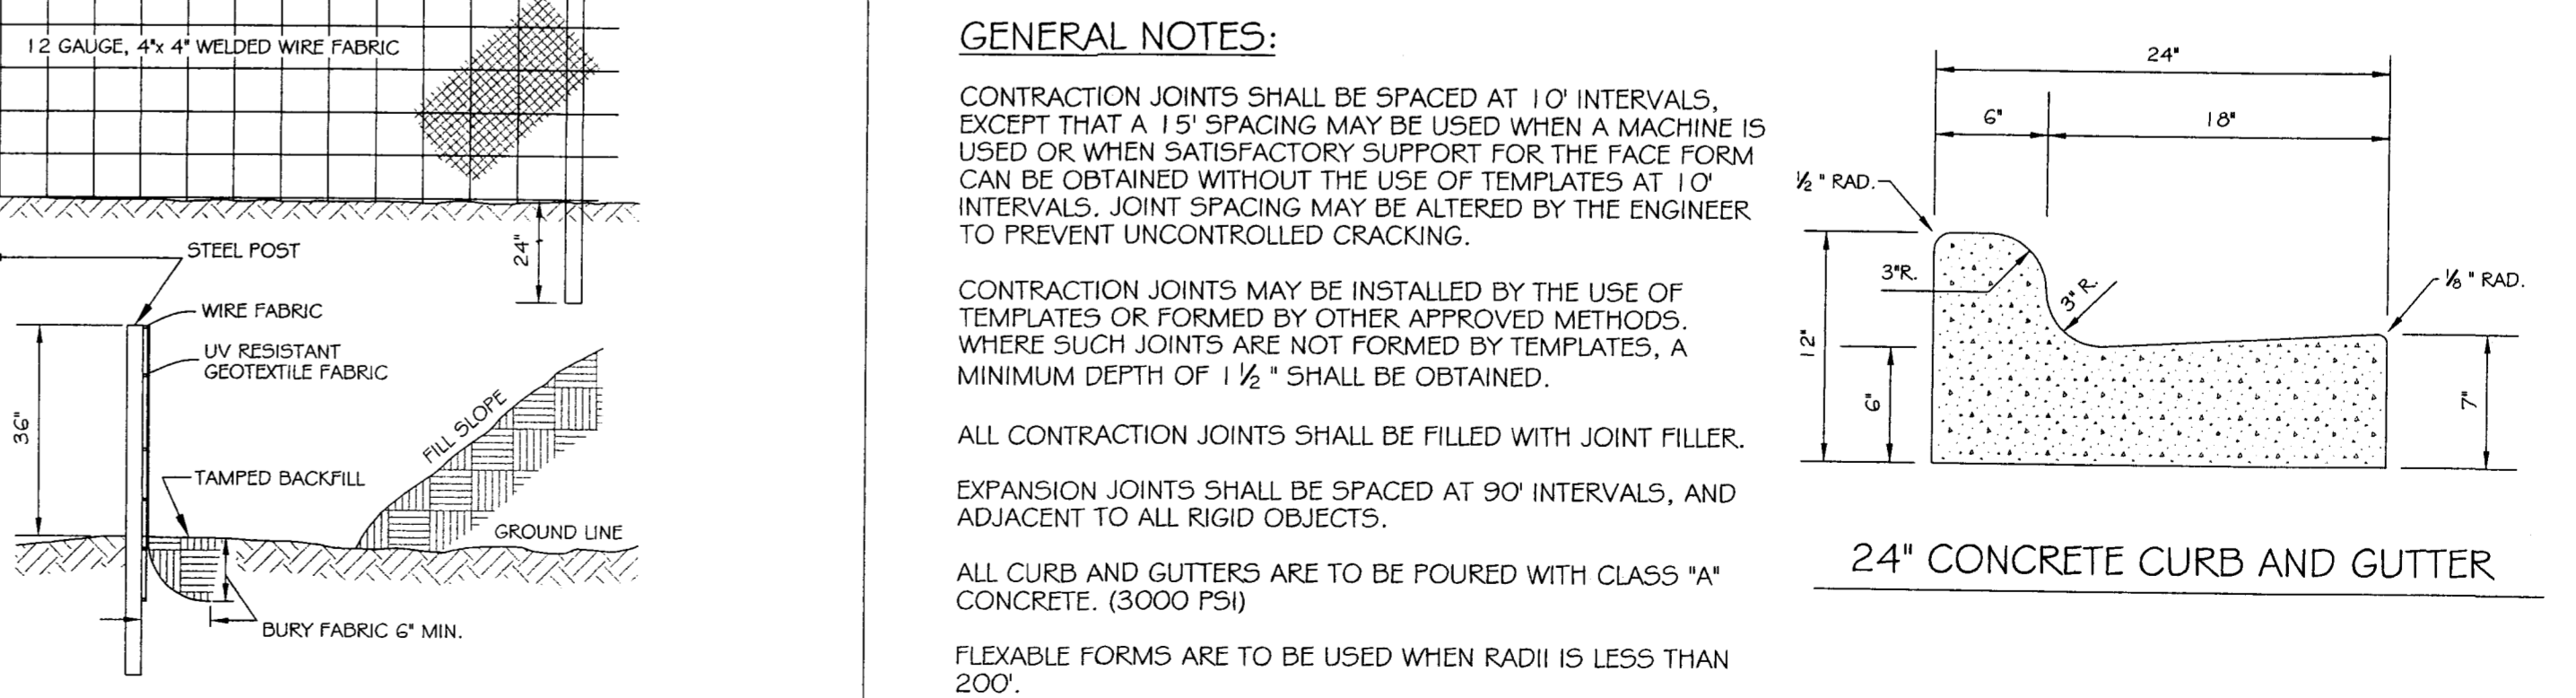 12 GAUGE, 4"x 4" WELDED WIRE FABRIC
24"
STEEL POST
WIRE FABRIC
UV RESISTANT
GEOTEXTILE FABRIC
36"
FILL SLOPE
TAMPED BACKFILL
GROUND LINE
BURY FABRIC 6" MIN.
GENERAL NOTES:
CONTRACTION JOINTS SHALL BE SPACED AT 10' INTERVALS,
EXCEPT THAT A 15' SPACING MAY BE USED WHEN A MACHINE IS
USED OR WHEN SATISFACTORY SUPPORT FOR THE FACE FORM
CAN BE OBTAINED WITHOUT THE USE OF TEMPLATES AT 10'
INTERVALS. JOINT SPACING MAY BE ALTERED BY THE ENGINEER
TO PREVENT UNCONTROLLED CRACKING.
CONTRACTION JOINTS MAY BE INSTALLED BY THE USE OF
TEMPLATES OR FORMED BY OTHER APPROVED METHODS.
WHERE SUCH JOINTS ARE NOT FORMED BY TEMPLATES, A
MINIMUM DEPTH OF 1 ½ " SHALL BE OBTAINED.
ALL CONTRACTION JOINTS SHALL BE FILLED WITH JOINT FILLER.
EXPANSION JOINTS SHALL BE SPACED AT 90' INTERVALS, AND
ADJACENT TO ALL RIGID OBJECTS.
ALL CURB AND GUTTERS ARE TO BE POURED WITH CLASS "A"
CONCRETE. (3000 PSI)
FLEXABLE FORMS ARE TO BE USED WHEN RADII IS LESS THAN
200'.
24"
6"
18"
½ " RAD.
3"R.
3" R.
⅛ " RAD.
12"
6"
7"
24" CONCRETE CURB AND GUTTER